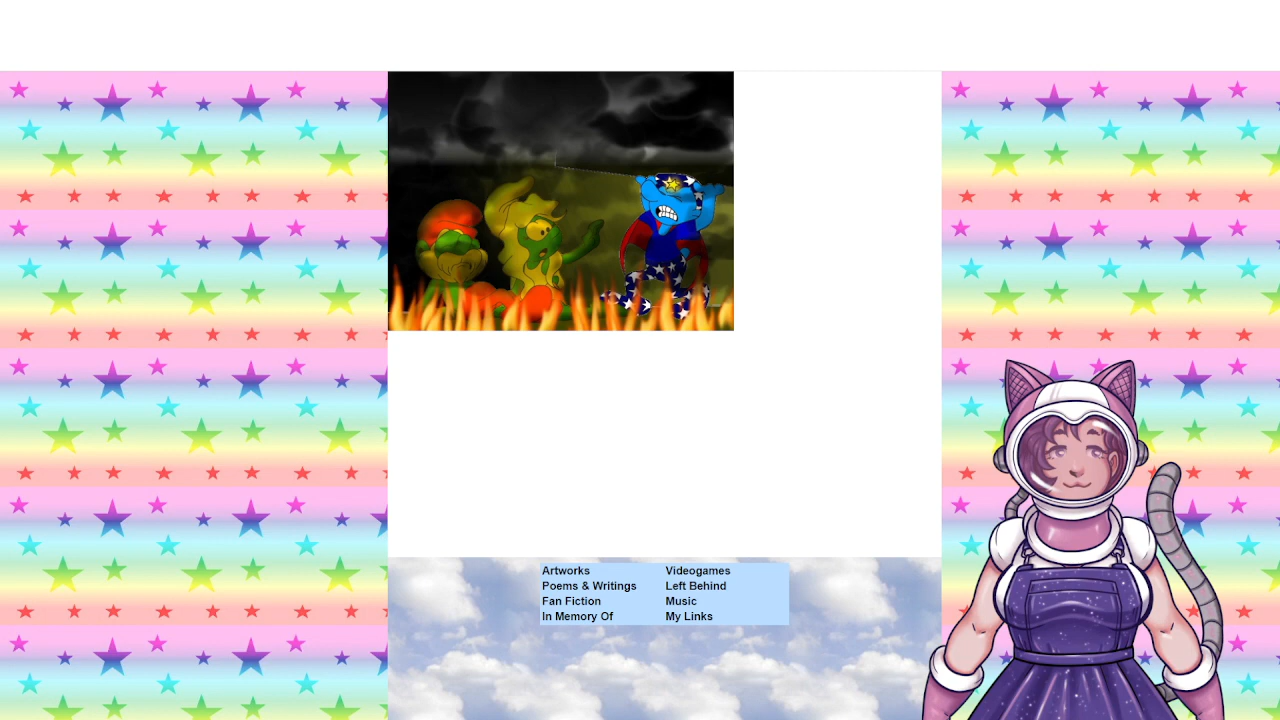 Artworks
Videogames
Poems & Writings
Left Behind
Fan Fiction
Music
In Memory Of
My Links